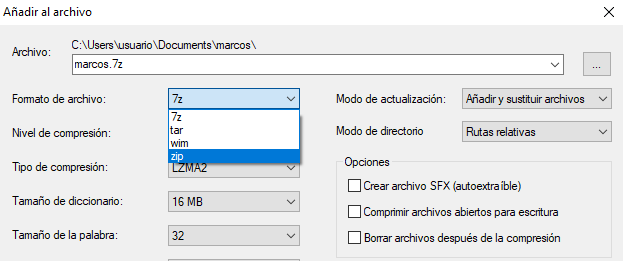 Añadir al archivo
Archivo:
C:\Users\usuario\Documents\marcos\
marcos.7z
...
Formato de archivo:
7z
7z
tar
wim
zip
Nivel de compresión:
Tipo de compresión:
LZMA2
Tamaño de diccionario:
16 MB
Tamaño de la palabra:
32
Modo de actualización:
Añadir y sustituir archivos
Modo de directorio
Rutas relativas
Opciones
Crear archivo SFX (autoextraíble)
Comprimir archivos abiertos para escritura
Borrar archivos después de la compresión